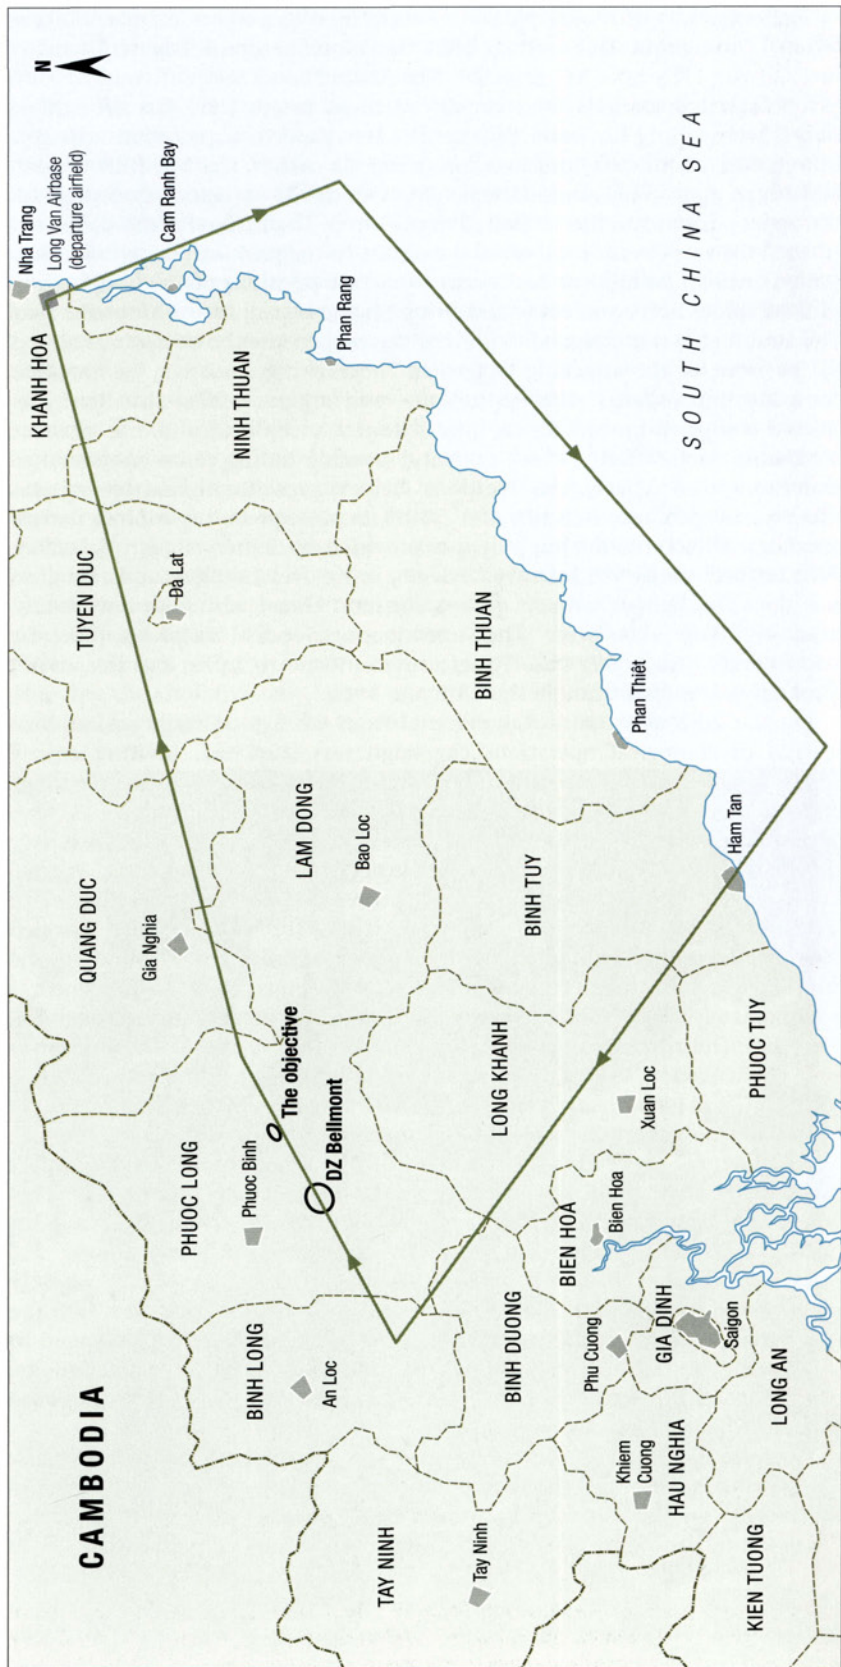 N
CAMBODIA
SOUTH CHINA SEA
Nha Trang
Long Van Airbase
(departure airfield)
Cam Ranh Bay
KHANH HOA
NINH THUAN
Phan Rang
TUYEN DUC
Đà Lat
BINH THUAN
Phan Thiêt
QUANG DUC
Gia Nghia
LAM DONG
Bao Loc
BINH TUY
Ham Tan
The objective
DZ Bellmont
PHUOC LONG
Phuoc Binh
LONG KHANH
Xuan Loc
PHUOC TUY
BINH LONG
An Loc
BINH DUONG
BIEN HOA
Bien Hoa
Phu Cuong
GIA DINH
Saigon
LONG AN
TAY NINH
Tay Ninh
Khiem
Cuong
HAU NGHIA
KIEN TUONG